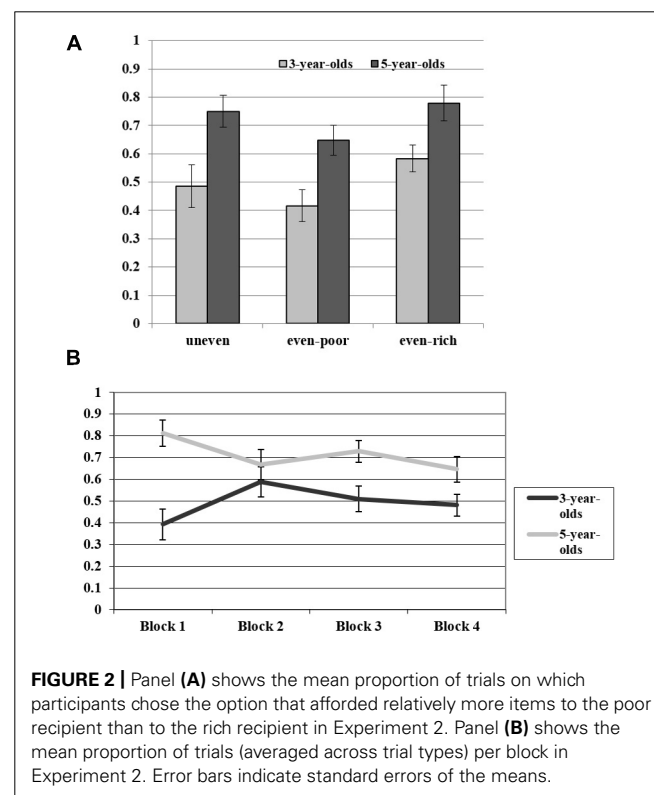 A
1
0.9
0.8
0.7
0.6
0.5
0.4
0.3
0.2
0.1
0
3-year-olds 5-year-olds
uneven even-poor even-rich
B
1
0.9
0.8
0.7
0.6
0.5
0.4
0.3
0.2
0.1
0
Block 1 Block 2 Block 3 Block 4
3-year-
olds
5-year-
olds
FIGURE 2 | Panel (A) shows the mean proportion of trials on which
participants chose the option that afforded relatively more items to the poor
recipient than to the rich recipient in Experiment 2. Panel (B) shows the
mean proportion of trials (averaged across trial types) per block in
Experiment 2. Error bars indicate standard errors of the means.